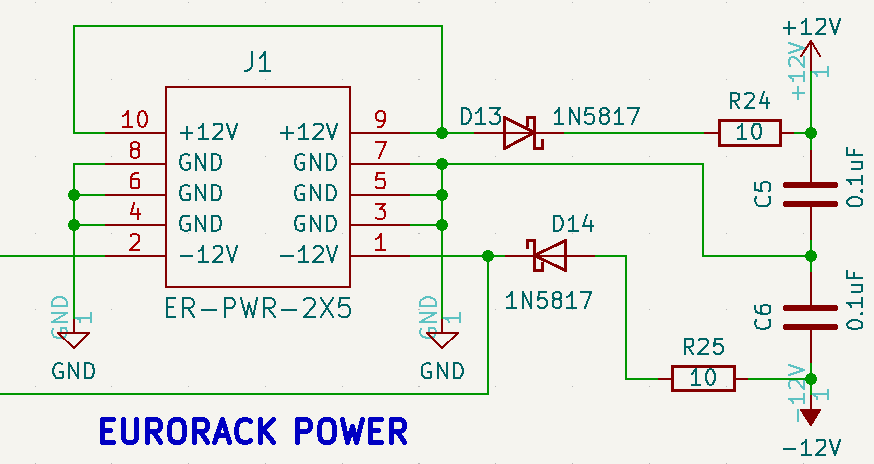 +12V
+12V
1
J1
10
+12V
+12V
9
D13
1N5817
R24
10
8
GND
GND
7
6
GND
GND
5
C5
0.1uF
4
GND
GND
3
2
-12V
-12V
1
D14
1N5817
ER-PWR-2X5
GND
1
GND
1
GND
GND
C6
0.1uF
R25
10
-12V
1
-12V
EURORACK POWER